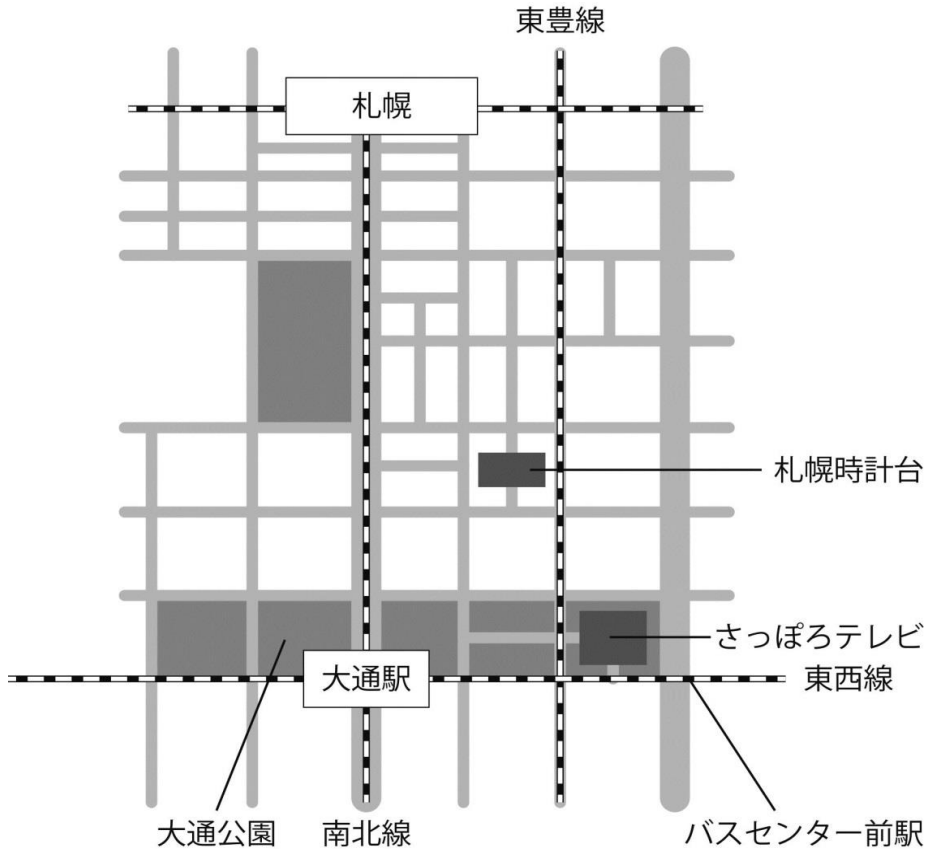 東豊線
札幌
札幌時計台
さっぽろテレビ
大通駅
東西線
大通公園
南北線
バスセンター前駅